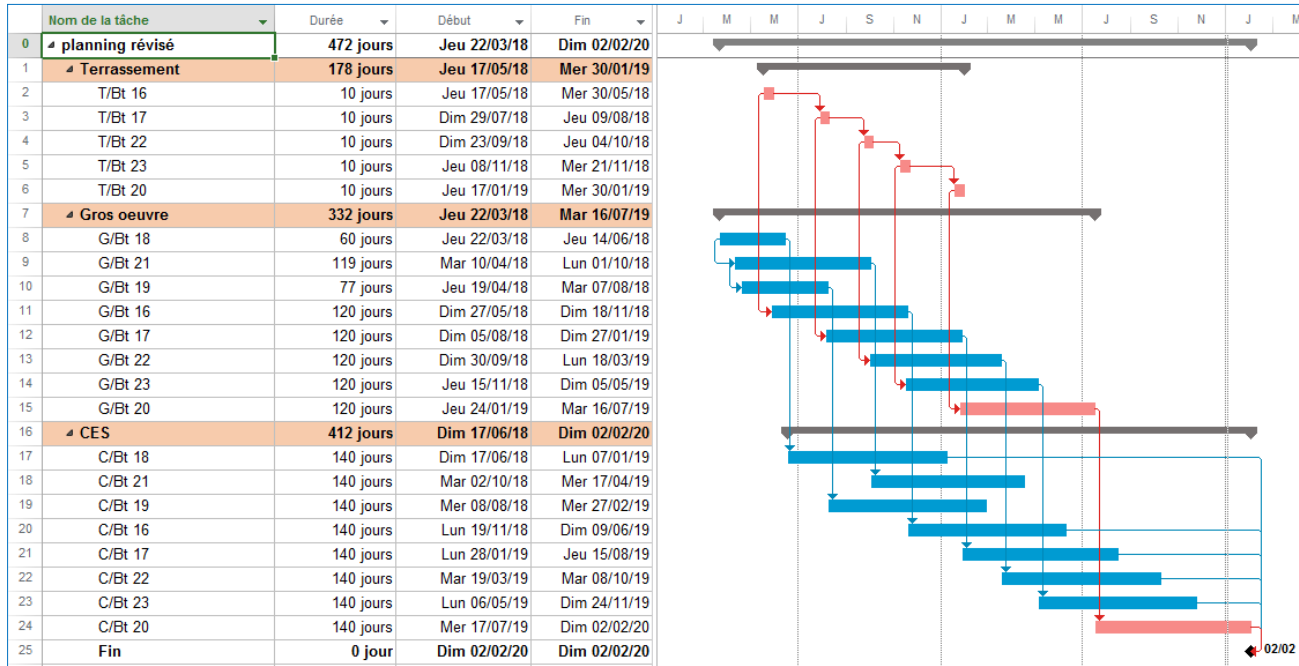 Nom de la tâche Durée Début Fin J M M J S N J M M J S N J M
0 planning révisé 472 jours Jeu 22/03/18 Dim 02/02/20
1 Terrassement 178 jours Jeu 17/05/18 Mer 30/01/19
2 T/Bt 16 10 jours Jeu 17/05/18 Mer 30/05/18
3 T/Bt 17 10 jours Dim 29/07/18 Jeu 09/08/18
4 T/Bt 22 10 jours Dim 23/09/18 Jeu 04/10/18
5 T/Bt 23 10 jours Jeu 08/11/18 Mer 21/11/18
6 T/Bt 20 10 jours Jeu 17/01/19 Mer 30/01/19
7 Gros oeuvre 332 jours Jeu 22/03/18 Mar 16/07/19
8 G/Bt 18 60 jours Jeu 22/03/18 Jeu 14/06/18
9 G/Bt 21 119 jours Mar 10/04/18 Lun 01/10/18
10 G/Bt 19 77 jours Jeu 19/04/18 Mar 07/08/18
11 G/Bt 16 120 jours Dim 27/05/18 Dim 18/11/18
12 G/Bt 17 120 jours Dim 05/08/18 Dim 27/01/19
13 G/Bt 22 120 jours Dim 30/09/18 Lun 18/03/19
14 G/Bt 23 120 jours Jeu 15/11/18 Dim 05/05/19
15 G/Bt 20 120 jours Jeu 24/01/19 Mar 16/07/19
16 CES 412 jours Dim 17/06/18 Dim 02/02/20
17 C/Bt 18 140 jours Dim 17/06/18 Lun 07/01/19
18 C/Bt 21 140 jours Mar 02/10/18 Mer 17/04/19
19 C/Bt 19 140 jours Mer 08/08/18 Mer 27/02/19
20 C/Bt 16 140 jours Lun 19/11/18 Dim 09/06/19
21 C/Bt 17 140 jours Lun 28/01/19 Jeu 15/08/19
22 C/Bt 22 140 jours Mar 19/03/19 Mar 08/10/19
23 C/Bt 23 140 jours Lun 06/05/19 Dim 24/11/19
24 C/Bt 20 140 jours Mer 17/07/19 Dim 02/02/20
25 Fin 0 jour Dim 02/02/20 Dim 02/02/20 02/02